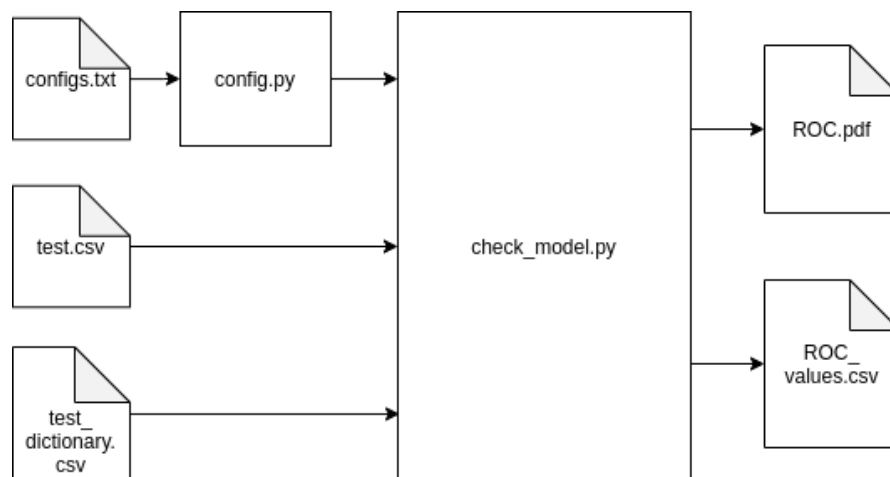 configs.txt
config.py
ROC.pdf
test.csv
check_model.py
ROC_
values.csv
test_
dictionary.
csv